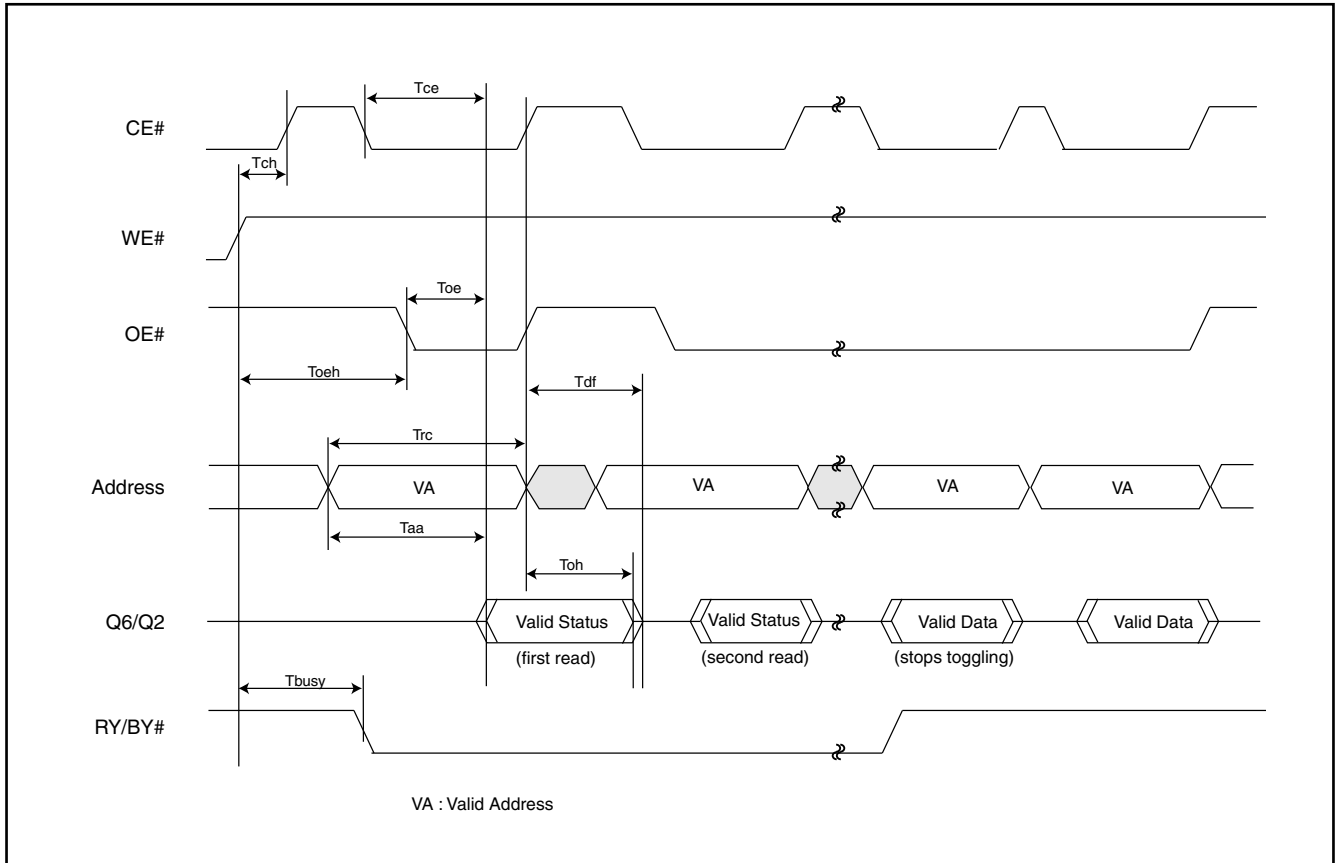 Tce
CE#
Tch
WE#
Toe
OE#
Toeh
Tdf
Trc
Address
VA
VA
VA
VA
Taa
Toh
Q6/Q2
Valid Status
Valid Status
Valid Data
Valid Data
(first read)
(second read)
(stops toggling)
Tbusy
RY/BY#
VA : Valid Address